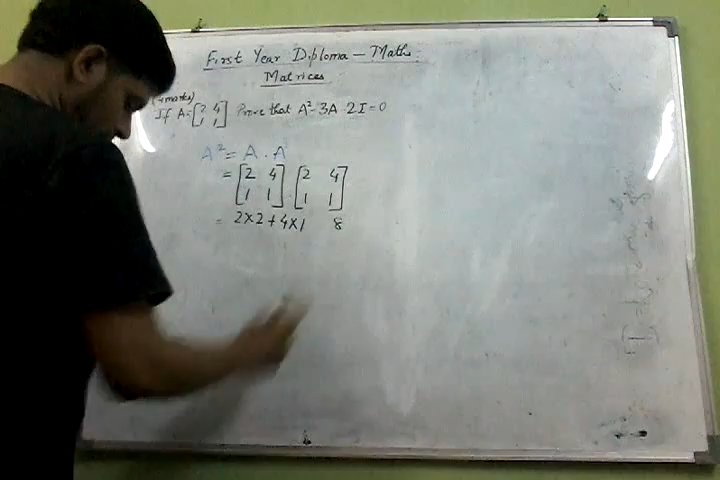 First Year Diploma - Maths
Matrices
(4 marks)
If A = [2 4 Prove that A² - 3A - 2I = 0
1 1]
A² = A . A
= [2 4 . [2 4
1 1] 1 1]
= 2×2+4×1 8